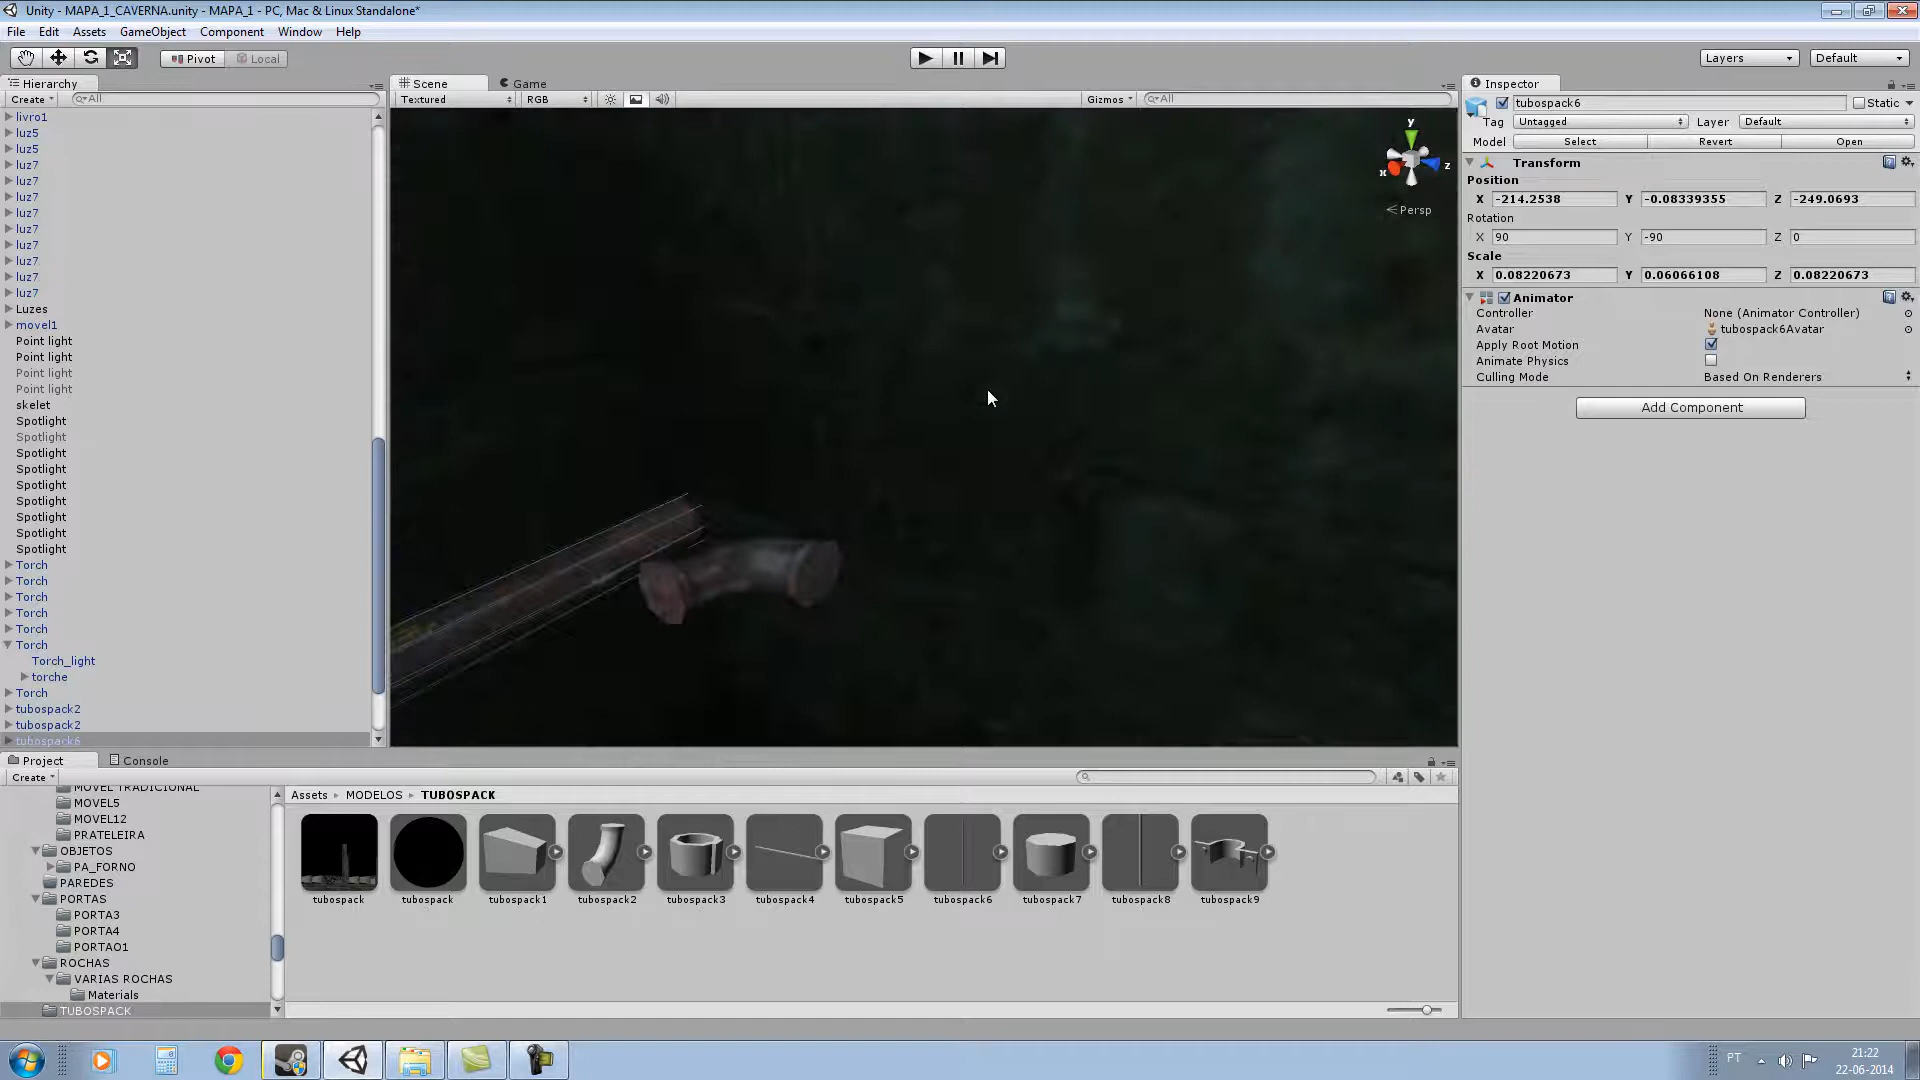 Unity - MAPA_1_CAVERNA.unity - MAPA_1 - PC, Mac & Linux Standalone*
File Edit Assets GameObject Component Window Help
Pivot Local Layers Default
Hierarchy
Create All
livro1
luz5
luz5
luz7
luz7
luz7
luz7
luz7
luz7
luz7
luz7
luz7
Luzes
movel1
Point light
Point light
Point light
Point light
skelet
Spotlight
Spotlight
Spotlight
Spotlight
Spotlight
Spotlight
Spotlight
Spotlight
Spotlight
Torch
Torch
Torch
Torch
Torch
Torch
Torch_light
torche
Torch
tubospack2
tubospack2
tubospack6
Scene Game
Textured RGB Gizmos All
y
x z
Persp
Inspector
tubospack6 Static
Tag Untagged Layer Default
Model Select Revert Open
Transform
Position
X -214.2538 Y -0.08339355 Z -249.0693
Rotation
X 90 Y -90 Z 0
Scale
X 0.08220673 Y 0.06066108 Z 0.08220673
Animator
Controller None (Animator Controller)
Avatar tubospack6Avatar
Apply Root Motion
Animate Physics
Culling Mode Based On Renderers
Add Component
Project Console
Create
MOVEL TRADICIONAL
MOVEL5
MOVEL12
PRATELEIRA
OBJETOS
PA_FORNO
PAREDES
PORTAS
PORTA3
PORTA4
PORTAO1
ROCHAS
VARIAS ROCHAS
Materials
TUBOSPACK
Assets MODELOS TUBOSPACK
tubospack tubospack tubospack1 tubospack2 tubospack3 tubospack4 tubospack5 tubospack6 tubospack7 tubospack8 tubospack9
PT
21:22
22-06-2014